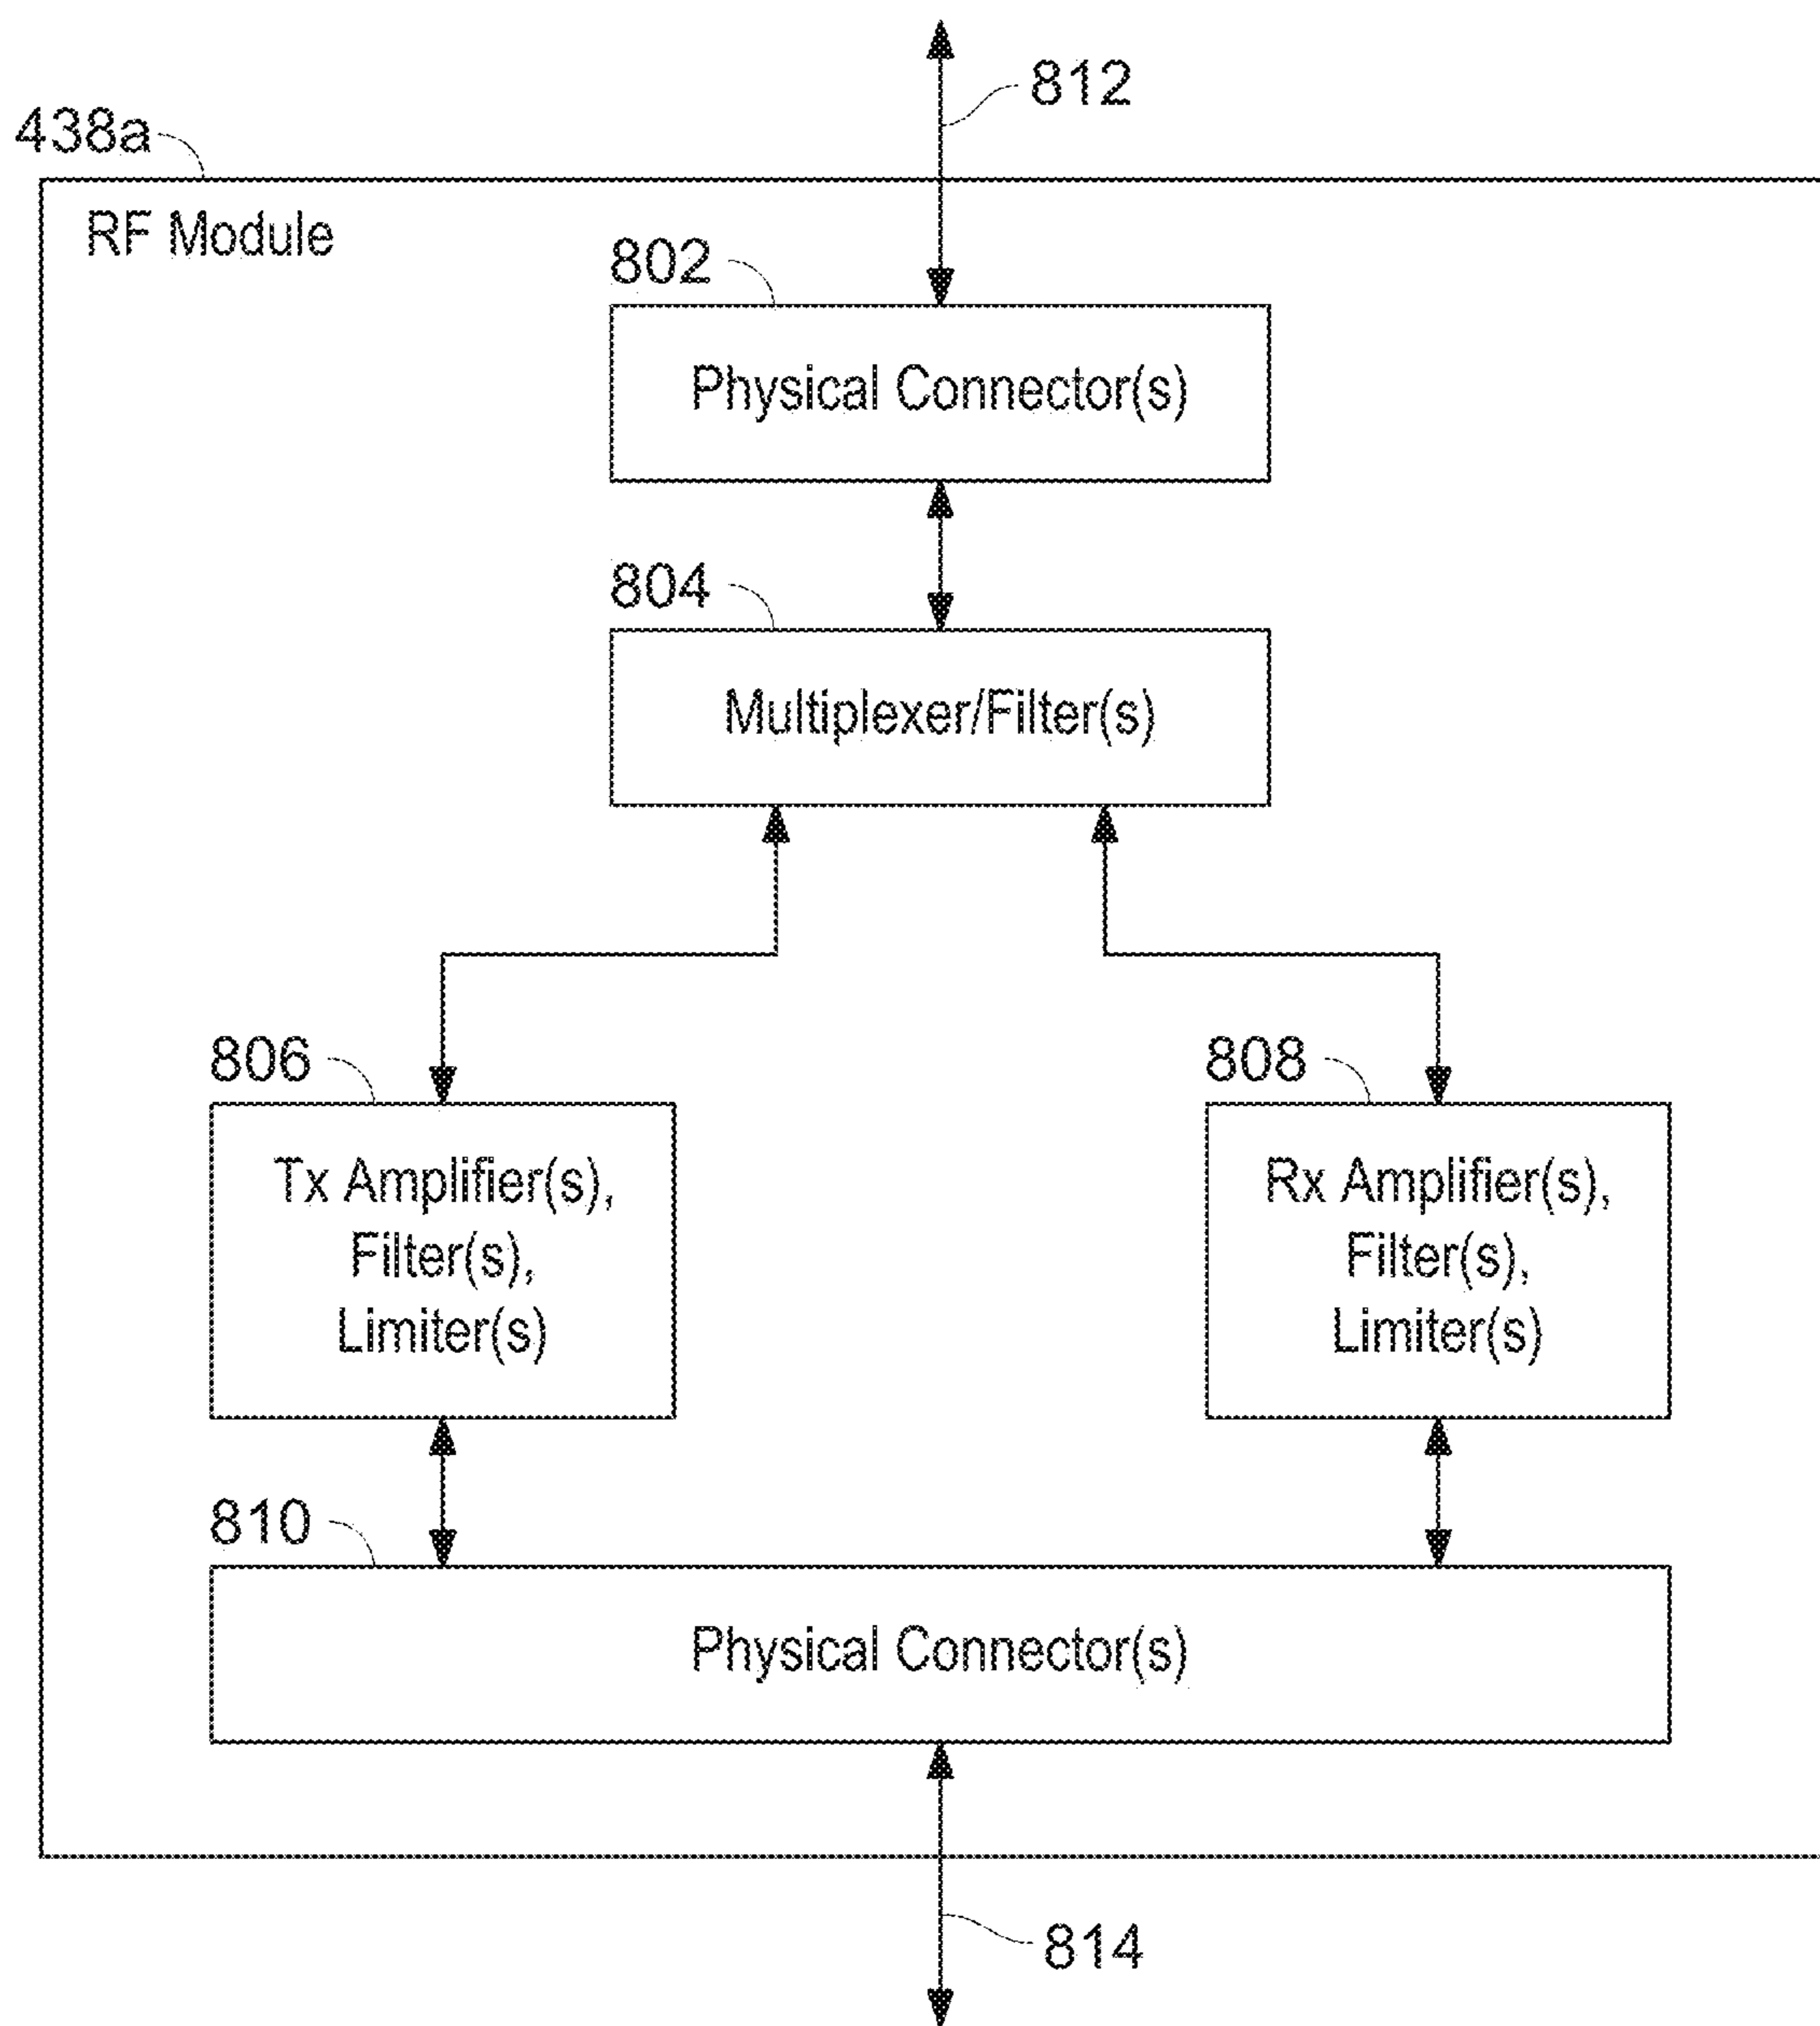 812
438a
RF Module
802
Physical Connector(s)
804
Multiplexer/Filter(s)
806
Tx Amplifier(s),
Filter(s),
Limiter(s)
808
Rx Amplifier(s),
Filter(s),
Limiter(s)
810
Physical Connector(s)
814